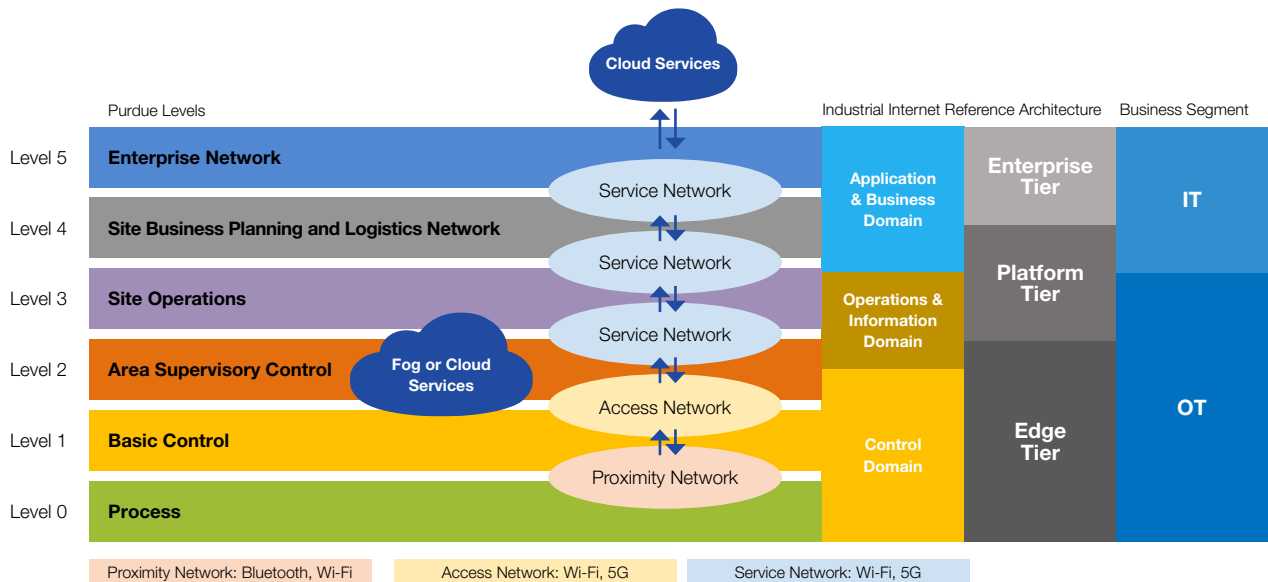 Cloud Services
Purdue Levels
Industrial Internet Reference Architecture
Business Segment
Level 5
Enterprise Network
Service Network
Level 4
Site Business Planning and Logistics Network
Service Network
Level 3
Site Operations
Service Network
Level 2
Area Supervisory Control
Fog or Cloud
Services
Access Network
Level 1
Basic Control
Proximity Network
Level 0
Process
Application
& Business
Domain
Operations &
Information
Domain
Control
Domain
Enterprise
Tier
Platform
Tier
Edge
Tier
IT
OT
Proximity Network: Bluetooth, Wi-Fi
Access Network: Wi-Fi, 5G
Service Network: Wi-Fi, 5G